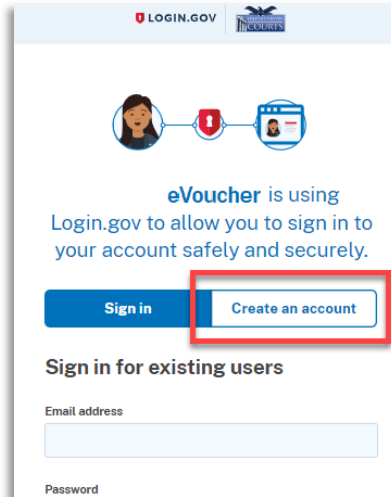 LOGIN.GOV
COURTS
eVoucher is using
Login.gov to allow you to sign in to
your account safely and securely.
Sign in
Create an account
Sign in for existing users
Email address
Password